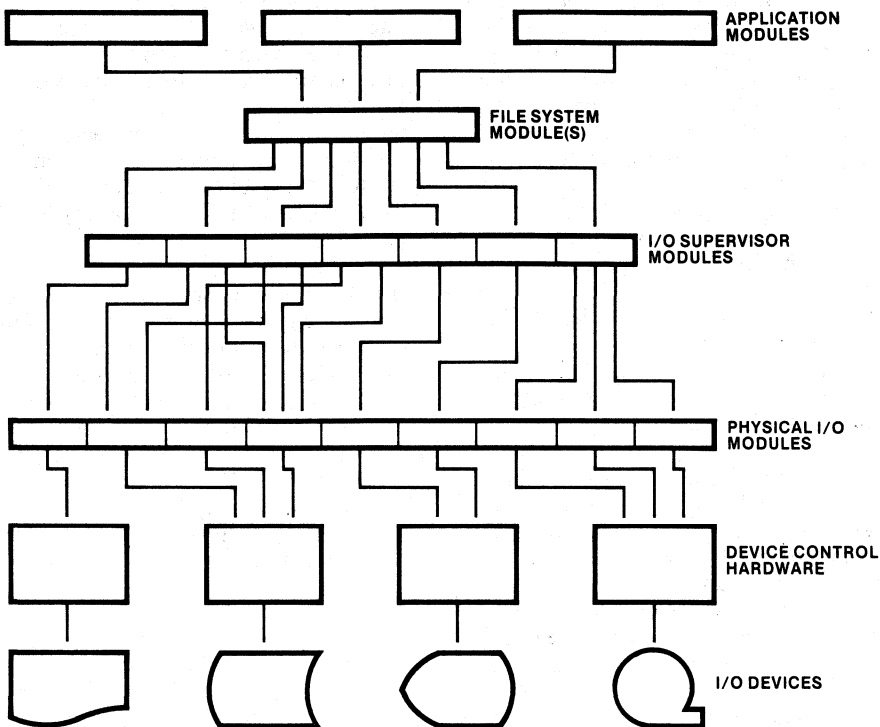 APPLICATION
MODULES
FILE SYSTEM
MODULE(S)
I/O SUPERVISOR
MODULES
PHYSICAL I/O
MODULES
DEVICE CONTROL
HARDWARE
I/O DEVICES